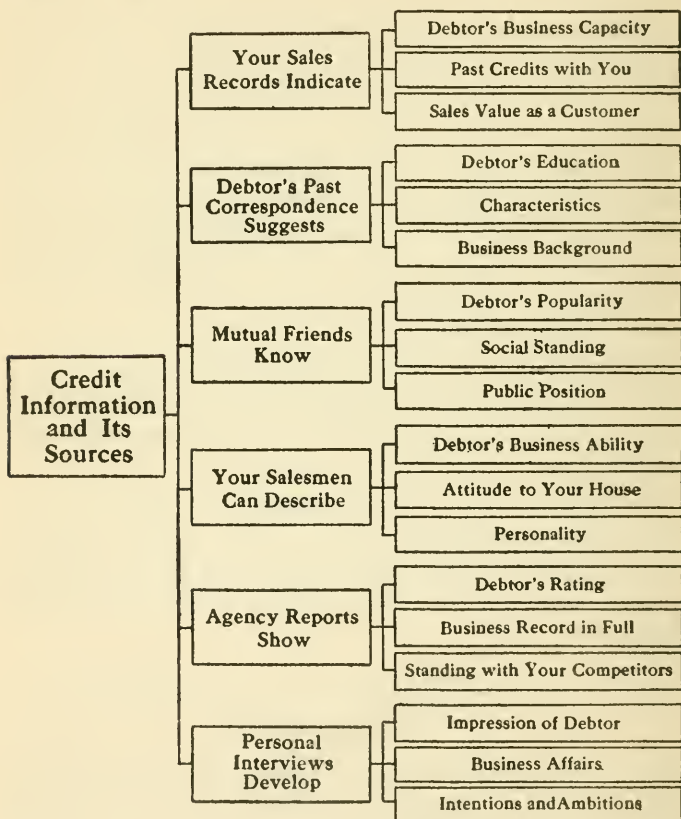 Credit
Information
and Its
Sources
Your Sales
Records Indicate
Debtor's Business Capacity
Past Credits with You
Sales Value as a Customer
Debtor's Past
Correspondence
Suggests
Debtor's Education
Characteristics
Business Background
Mutual Friends
Know
Debtor's Popularity
Social Standing
Public Position
Your Salesmen
Can Describe
Debtor's Business Ability
Attitude to Your House
Personality
Agency Reports
Show
Debtor's Rating
Business Record in Full
Standing with Your Competitors
Personal
Interviews
Develop
Impression of Debtor
Business Affairs
Intentions and Ambitions